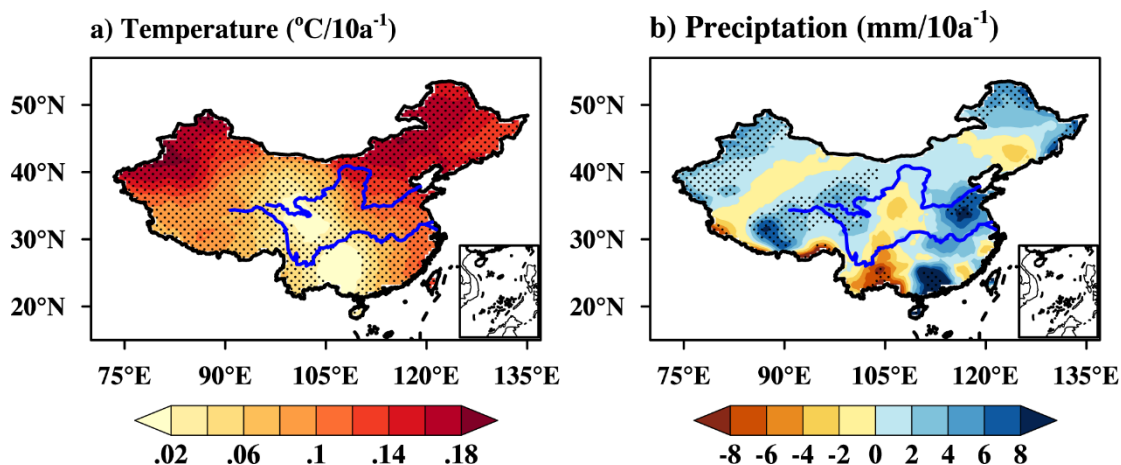 a) Temperature (°C/10a⁻¹)
b) Preciptation (mm/10a⁻¹)
50°N
40°N
30°N
20°N
75°E 90°E 105°E 120°E 135°E
.02 .06 .1 .14 .18
50°N
40°N
30°N
20°N
75°E 90°E 105°E 120°E 135°E
-8 -6 -4 -2 0 2 4 6 8